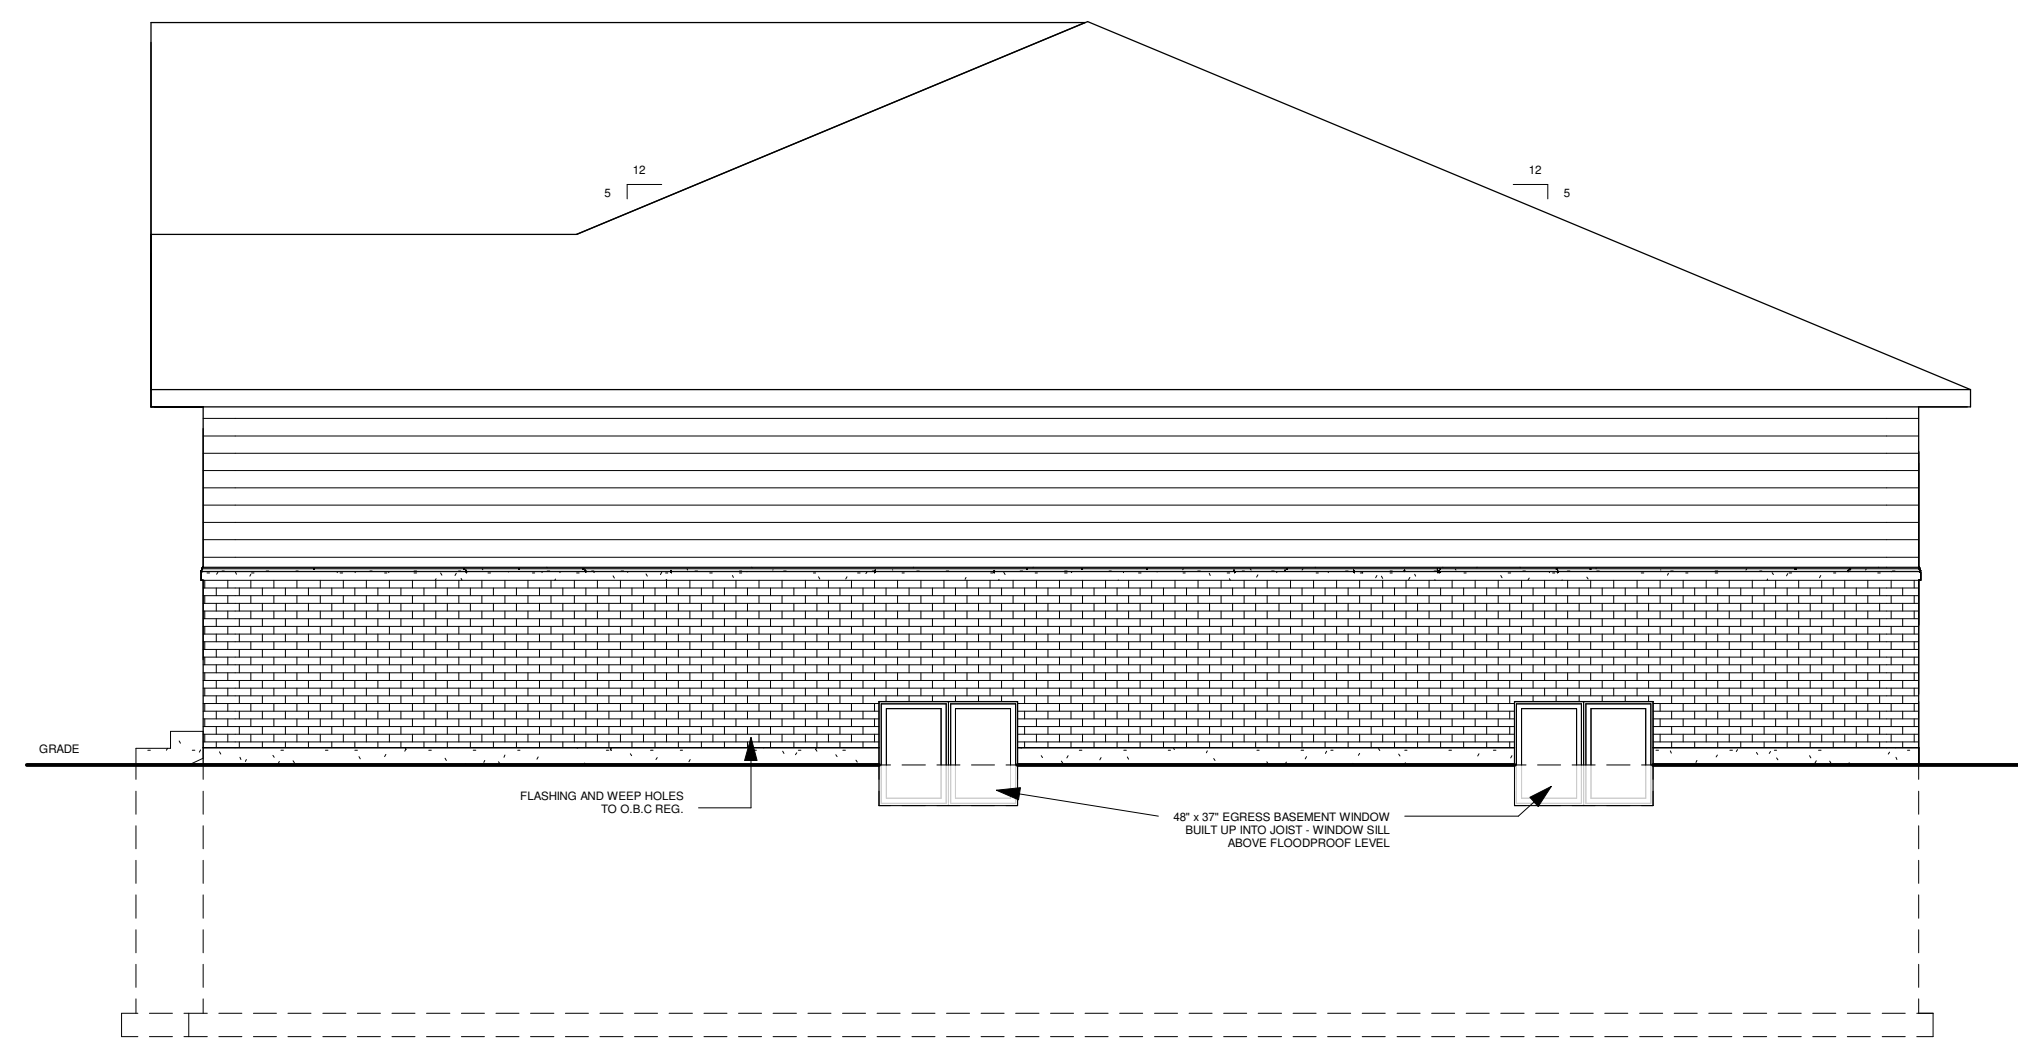 12
5
12
5
GRADE
FLASHING AND WEEP HOLES
TO O.B.C REG.
48" x 37" EGRESS BASEMENT WINDOW
BUILT UP INTO JOIST - WINDOW SILL
ABOVE FLOODPROOF LEVEL